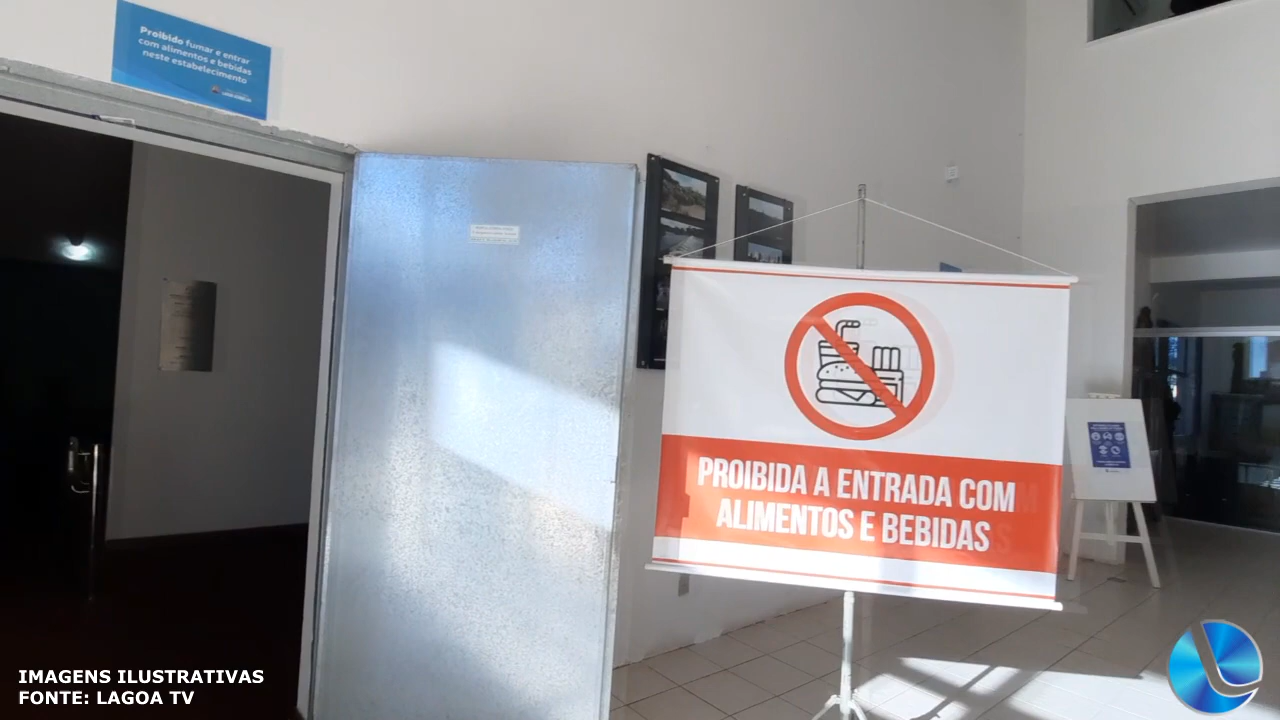 Proibido fumar e entrar
com alimentos e bebidas
neste estabelecimento
PROIBIDA A ENTRADA COM
ALIMENTOS E BEBIDAS
IMAGENS ILUSTRATIVAS
FONTE: LAGOA TV